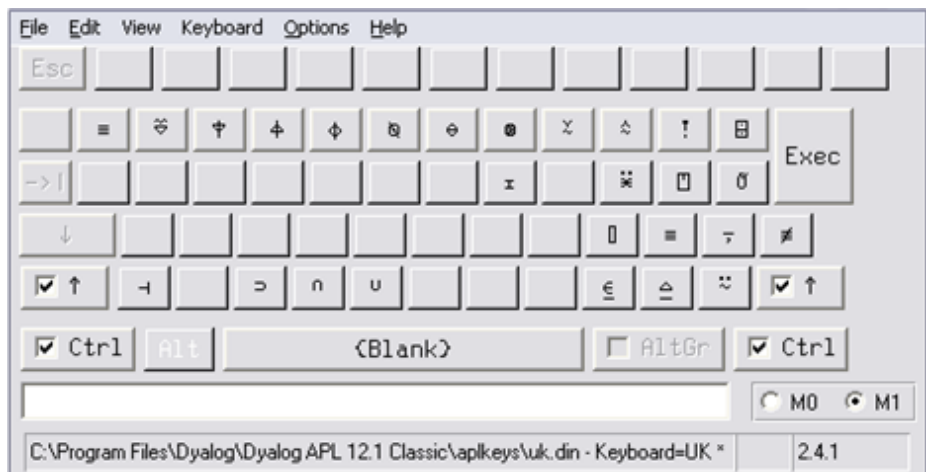 File Edit View Keyboard Options Help
Esc
≡ ⍱ ⌽ ⍋ ⌽ ⍉ ⊖ ⍟ ⍱ ⍲ ! ⌹ Exec
->| ⌶ ⍣ ⍞ ⍬
↓ ⌷ ≡ ⍪ ≢
↑ ⊣ ⊃ ∩ ∪ ⍷ ⍙ ⍨ ↑
Ctrl Alt {Blank} AltGr Ctrl
M0 M1
C:\Program Files\Dyalog\Dyalog APL 12.1 Classic\aplkeys\uk.din - Keyboard=UK * 2.4.1